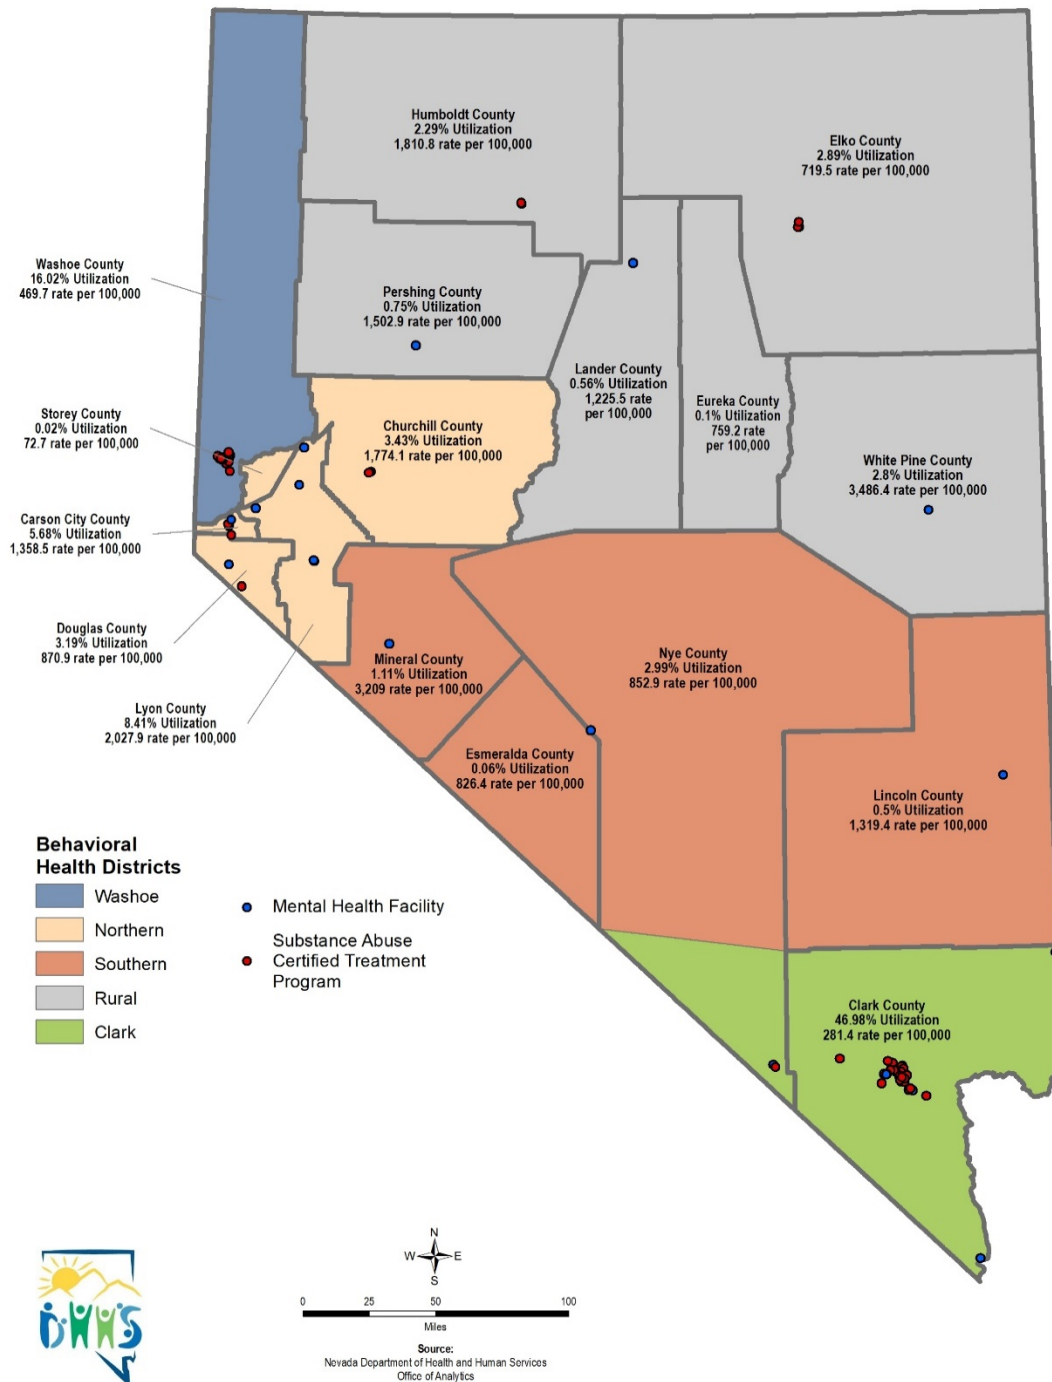 Humboldt County
2.29% Utilization
1,810.8 rate per 100,000
Elko County
2.89% Utilization
719.5 rate per 100,000
Washoe County
16.02% Utilization
469.7 rate per 100,000
Pershing County
0.75% Utilization
1,502.9 rate per 100,000
Lander County
0.56% Utilization
1,225.5 rate
per 100,000
Eureka County
0.1% Utilization
759.2 rate
per 100,000
Storey County
0.02% Utilization
72.7 rate per 100,000
Churchill County
3.43% Utilization
1,774.1 rate per 100,000
White Pine County
2.8% Utilization
3,486.4 rate per 100,000
Carson City County
5.68% Utilization
1,358.5 rate per 100,000
Douglas County
3.19% Utilization
870.9 rate per 100,000
Mineral County
1.11% Utilization
3,209 rate per 100,000
Nye County
2.99% Utilization
852.9 rate per 100,000
Lyon County
8.41% Utilization
2,027.9 rate per 100,000
Esmeralda County
0.06% Utilization
826.4 rate per 100,000
Lincoln County
0.5% Utilization
1,319.4 rate per 100,000
Behavioral
Health Districts
Washoe
Northern
Southern
Rural
Clark
Mental Health Facility
Substance Abuse
Certified Treatment
Program
Clark County
46.98% Utilization
281.4 rate per 100,000
N
W E
S
0 25 50 100
Miles
Source:
Nevada Department of Health and Human Services
Office of Analytics
DHHS